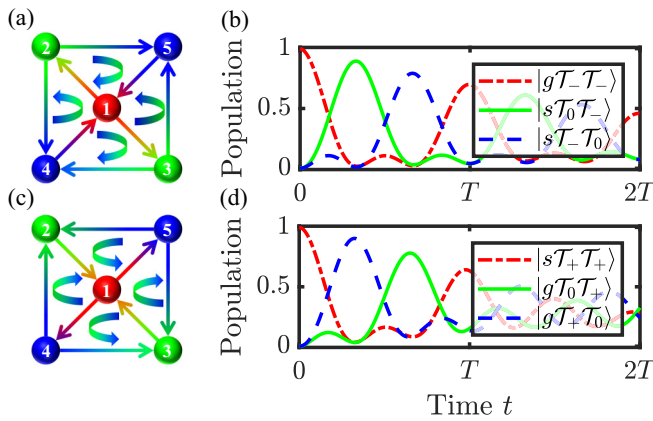 (a)
2
5
1
4
3
(b)
Population
1
0.5
0
|g𝒯₋𝒯₋⟩
|s𝒯₀𝒯₋⟩
|s𝒯₋𝒯₀⟩
0
T
2T
(c)
2
5
1
4
3
(d)
Population
1
0.5
0
|s𝒯₊𝒯₊⟩
|g𝒯₀𝒯₊⟩
|g𝒯₊𝒯₀⟩
0
T
2T
Time t